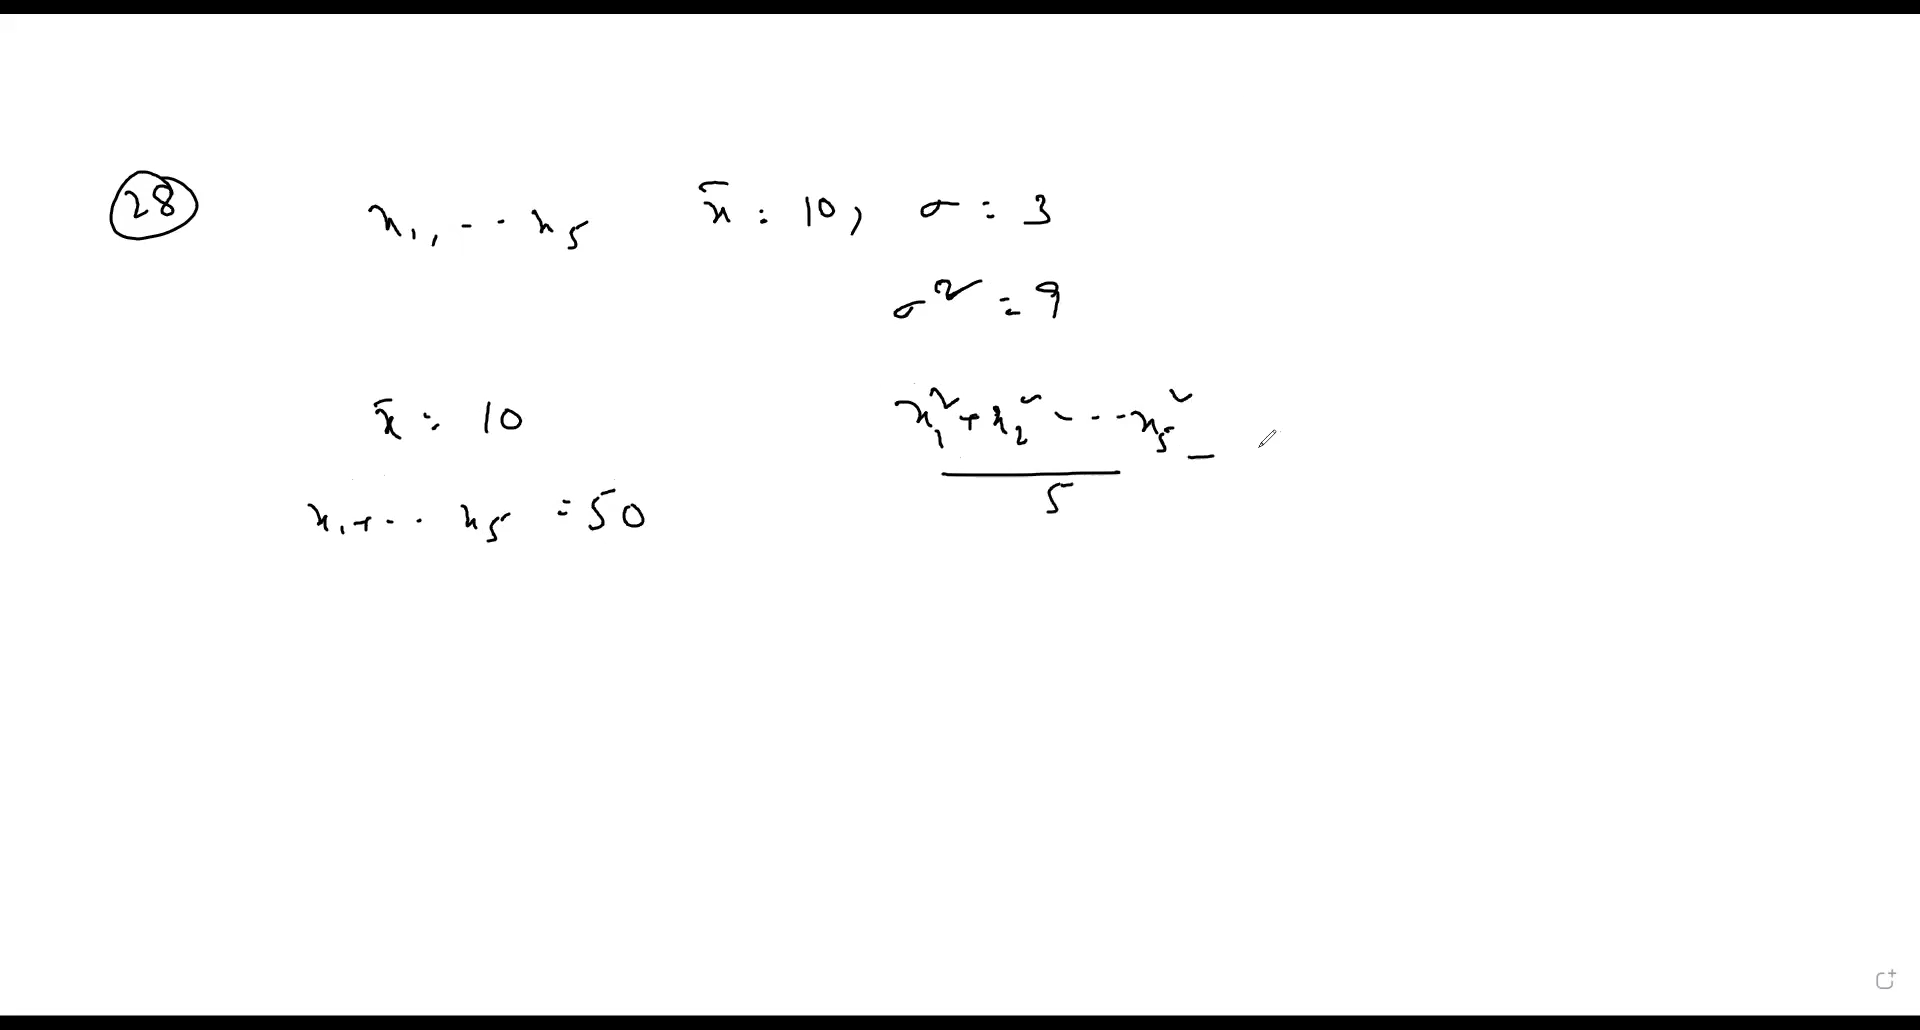 28 x₁, -·· x₅ x̄ = 10, σ = 3
σ² = 9
x̄ = 10
x₁² + x₂² -··· x₅² -
5
x₁ + ·· x₅ = 50